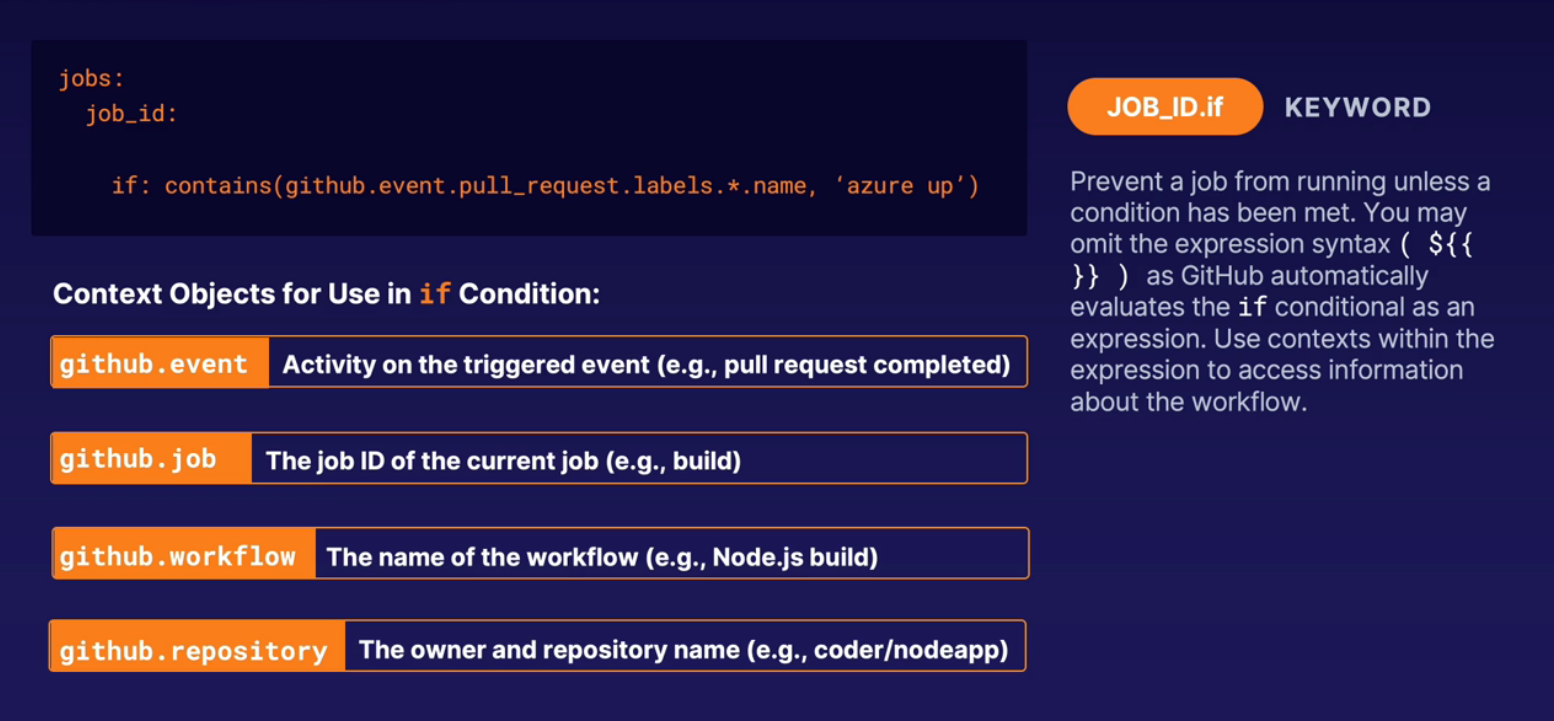 jobs:
job_id:
if: contains(github.event.pull_request.labels.*.name, ‘azure up’)
Context Objects for Use in if Condition:
github.event Activity on the triggered event (e.g., pull request completed)
github.job The job ID of the current job (e.g., build)
github.workflow The name of the workflow (e.g., Node.js build)
github.repository The owner and repository name (e.g., coder/nodeapp)
JOB_ID.if KEYWORD
Prevent a job from running unless a
condition has been met. You may
omit the expression syntax ( ${{
}} ) as GitHub automatically
evaluates the if conditional as an
expression. Use contexts within the
expression to access information
about the workflow.